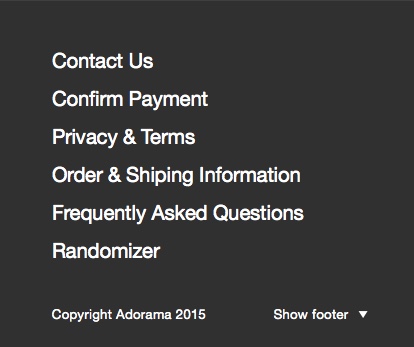 Contact Us
Confirm Payment
Privacy & Terms
Order & Shiping Information
Frequently Asked Questions
Randomizer
Copyright Adorama 2015 Show footer ▼